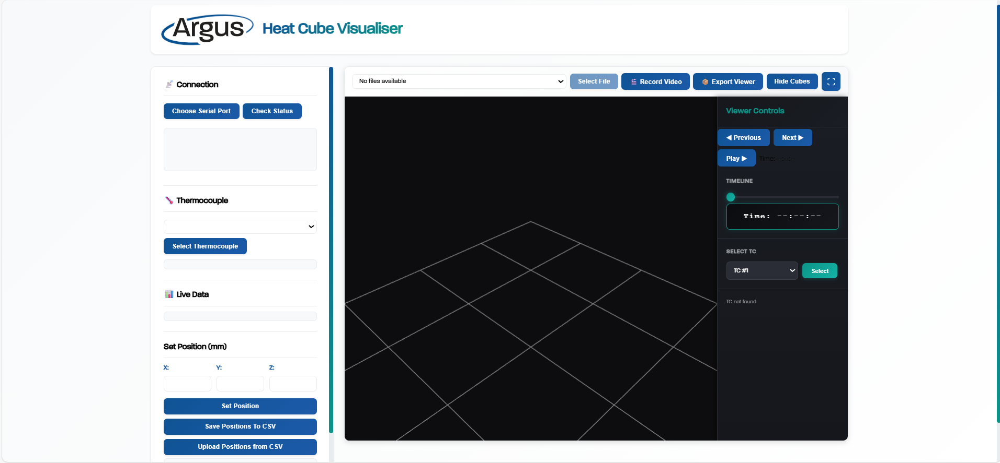 Argus Heat Cube Visualiser
Connection
Choose Serial Port Check Status
Thermocouple
Select Thermocouple
Live Data
Set Position (mm)
X: Y: Z:
Set Position
Save Positions To CSV
Upload Positions from CSV
No files available Select File Record Video Export Viewer Hide Cubes
Viewer Controls
◀ Previous Next ▶
Play ▶ Time: --:--:--
TIMELINE
Time: --:--:--
SELECT TC
TC #1 Select
TC not found